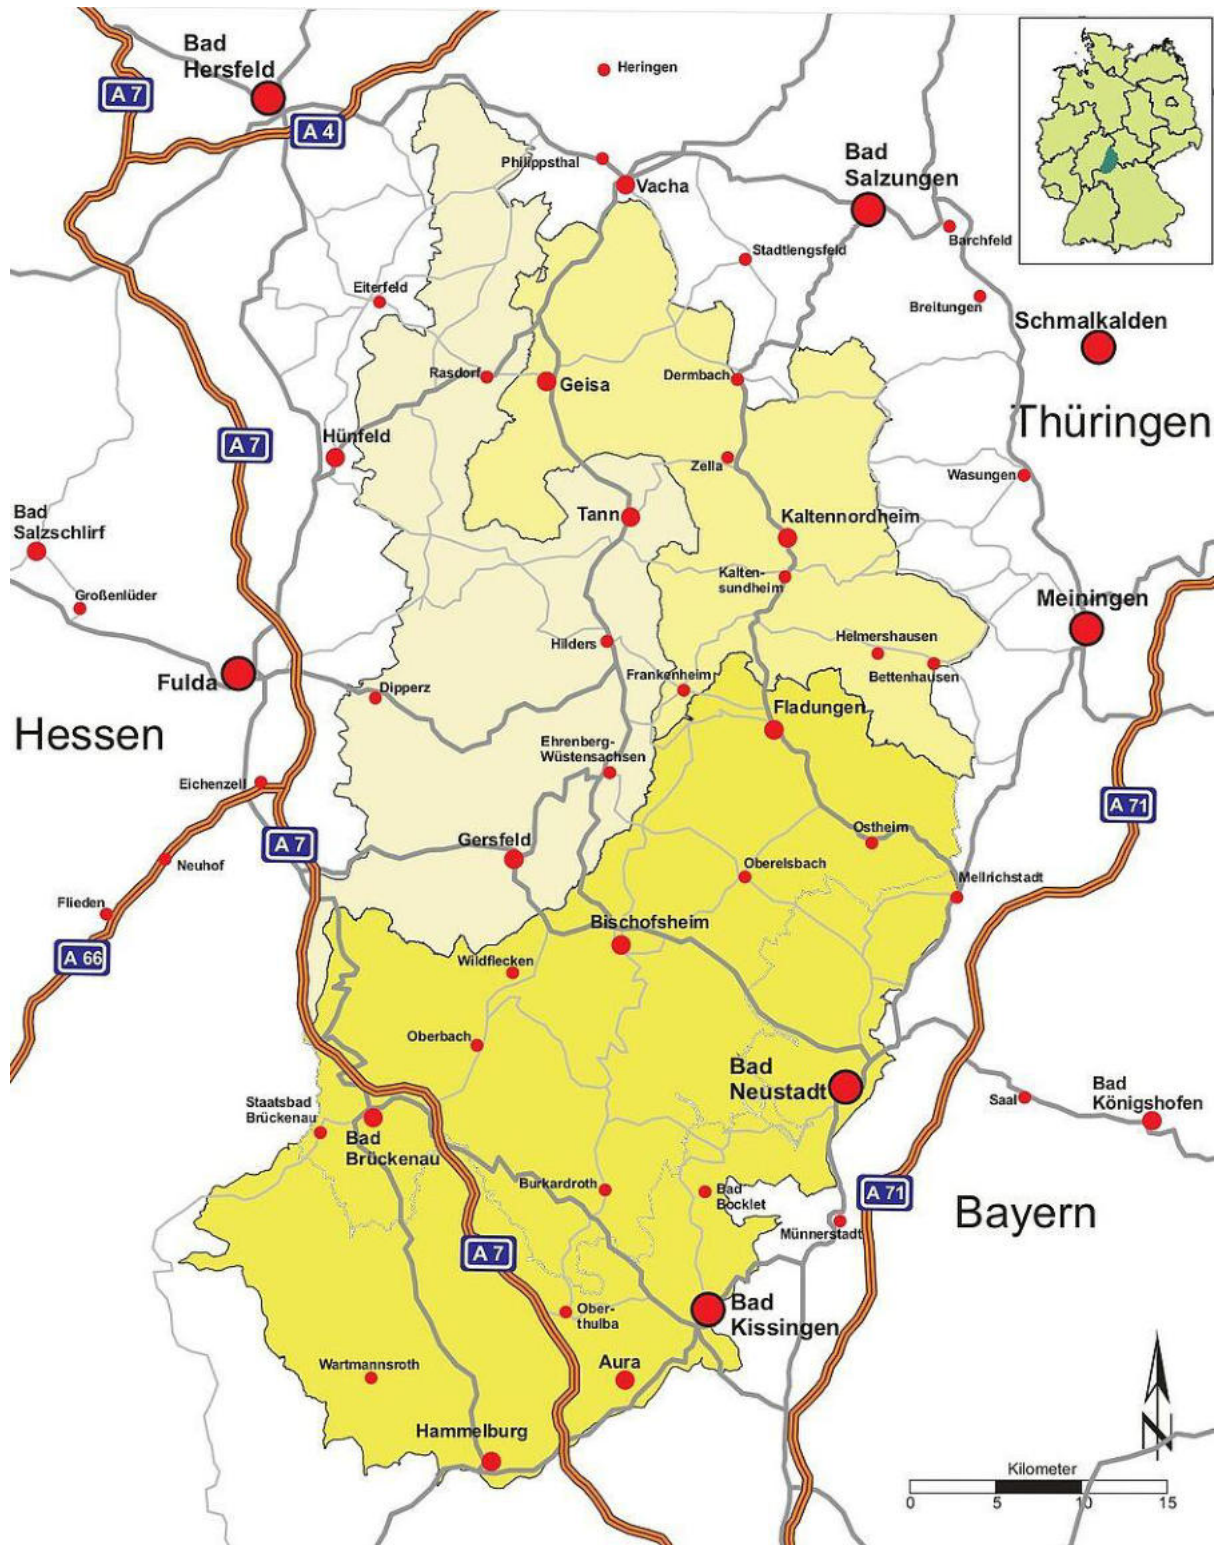 Bad
Hersfeld
A 7
A 4
Heringen
Philippsthal
Vacha
Bad
Salzungen
Barchfeld
Stadtlengsfeld
Eiterfeld
Breitungen
Schmalkalden
Rasdorf
Geisa
Dermbach
Thüringen
Hünfeld
A 7
Zella
Wasungen
Bad
Salzschlirf
Tann
Kaltennordheim
Kalten-
sundheim
Großenlüder
Meiningen
Helmershausen
Hilders
Bettenhausen
Fulda
Dipperz
Frankenheim
Fladungen
Hessen
Ehrenberg-
Wüstensachsen
Eichenzell
A 71
A 7
Gersfeld
Ostheim
Neuhof
Oberelsbach
Mellrichstadt
Flieden
Bischofsheim
A 66
Wildflecken
Oberbach
Bad
Neustadt
Saal
Bad
Königshofen
Staatsbad
Brückenau
Bad
Brückenau
Burkardroth
Bad
Bocklet
A 71
Bayern
Münnerstadt
A 7
Bad
Kissingen
Ober-
thulba
Wartmannsroth
Aura
Hammelburg
N
Kilometer
0 5 10 15